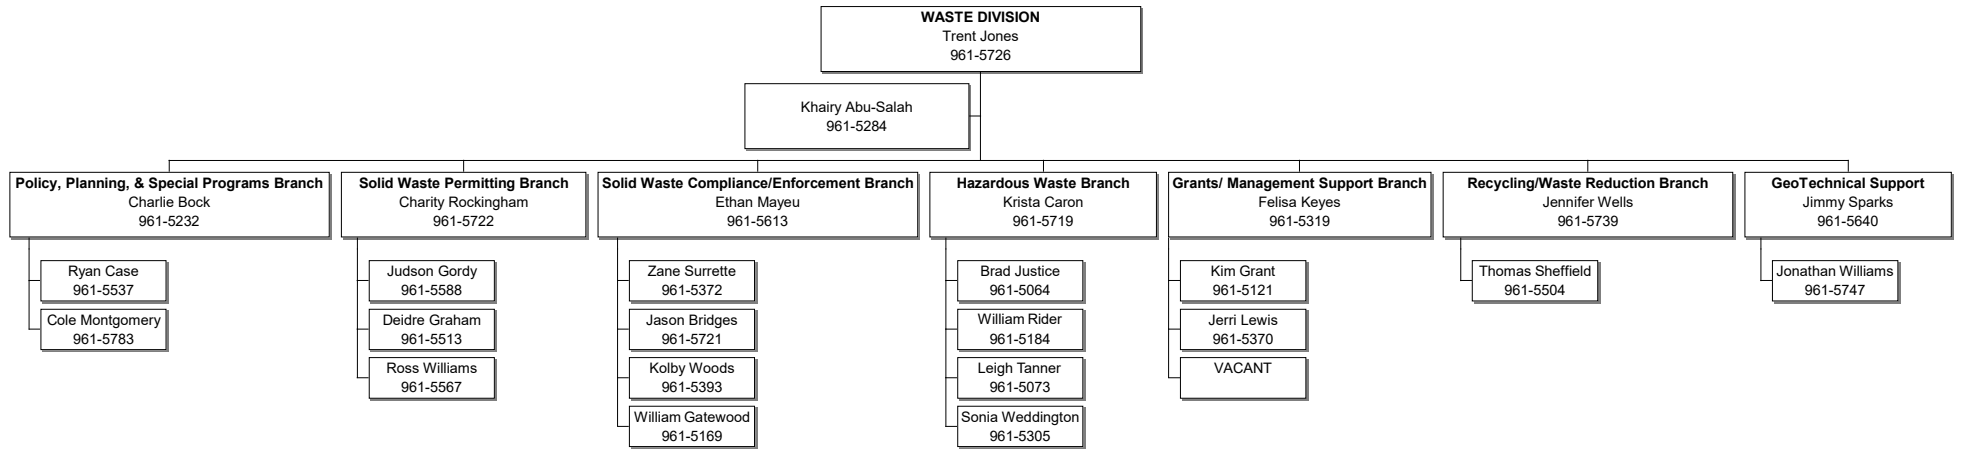 WASTE DIVISION
Trent Jones
961-5726
Khairy Abu-Salah
961-5284
Policy, Planning, & Special Programs Branch
Charlie Bock
961-5232
Ryan Case
961-5537
Cole Montgomery
961-5783
Solid Waste Permitting Branch
Charity Rockingham
961-5722
Judson Gordy
961-5588
Deidre Graham
961-5513
Ross Williams
961-5567
Solid Waste Compliance/Enforcement Branch
Ethan Mayeu
961-5613
Zane Surrette
961-5372
Jason Bridges
961-5721
Kolby Woods
961-5393
William Gatewood
961-5169
Hazardous Waste Branch
Krista Caron
961-5719
Brad Justice
961-5064
William Rider
961-5184
Leigh Tanner
961-5073
Sonia Weddington
961-5305
Grants/ Management Support Branch
Felisa Keyes
961-5319
Kim Grant
961-5121
Jerri Lewis
961-5370
VACANT
Recycling/Waste Reduction Branch
Jennifer Wells
961-5739
Thomas Sheffield
961-5504
GeoTechnical Support
Jimmy Sparks
961-5640
Jonathan Williams
961-5747